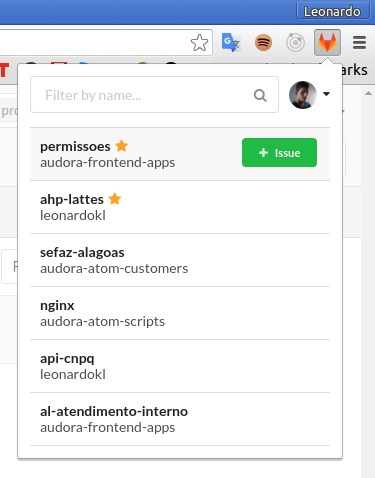 Leonardo
arks
pro
Filter by name...
permissoes
audora-frontend-apps
+ Issue
ahp-lattes
leonardokl
sefaz-alagoas
audora-atom-customers
nginx
audora-atom-scripts
api-cnpq
leonardokl
al-atendimento-interno
audora-frontend-apps